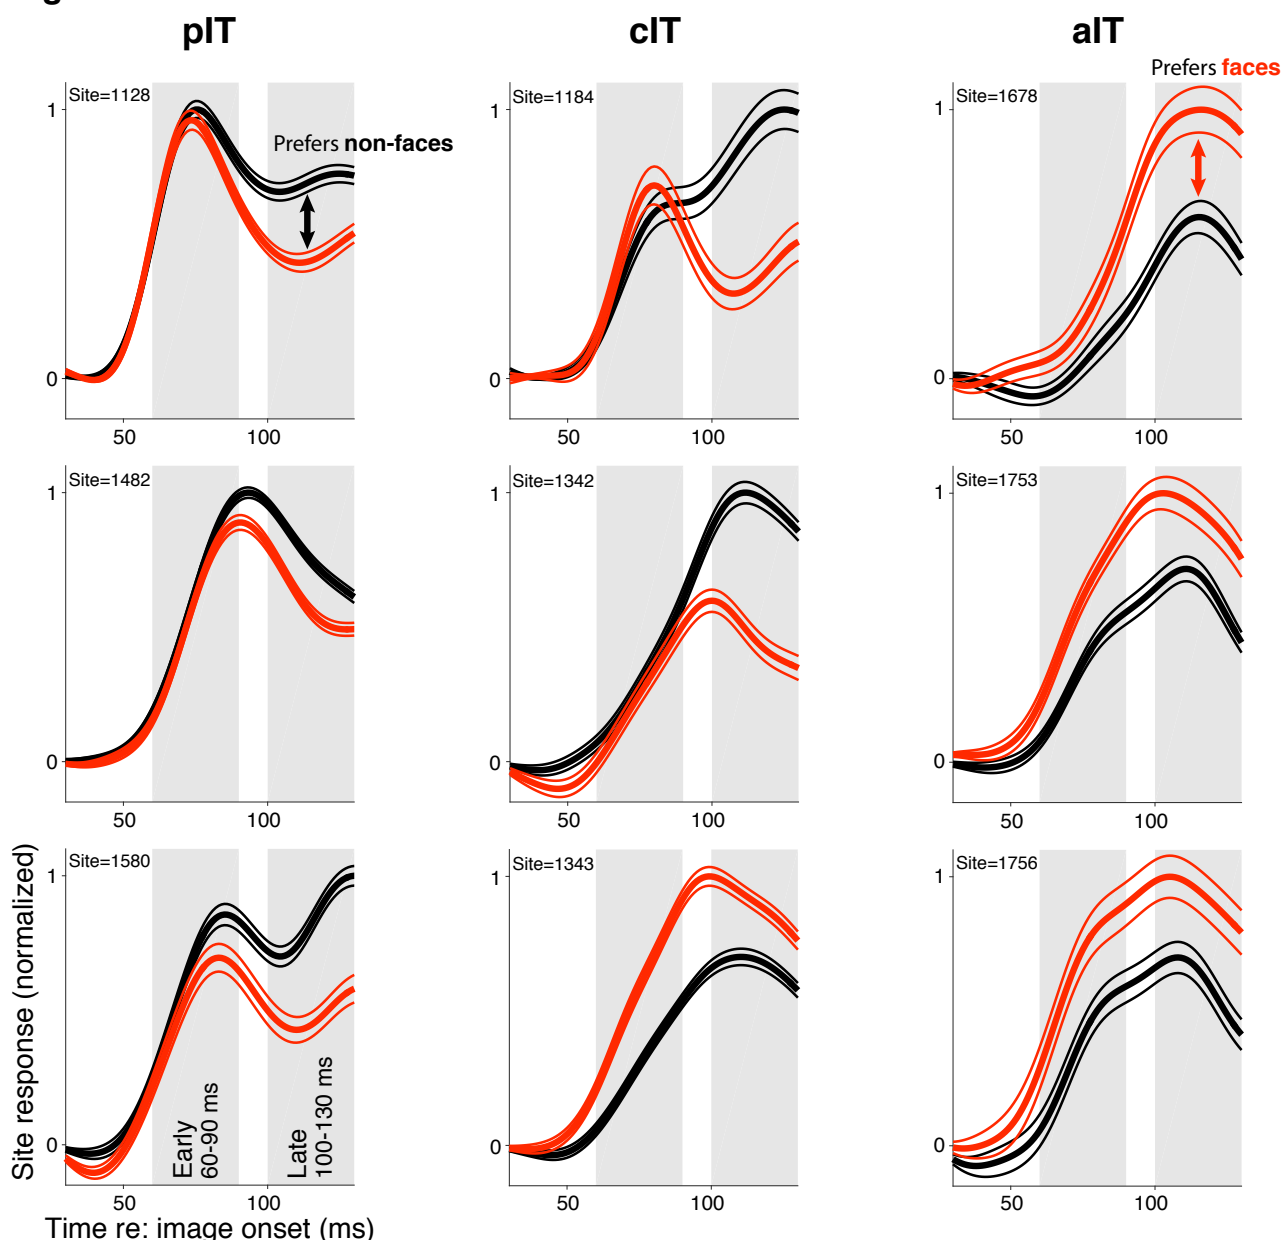 pIT
cIT
aIT
Prefers faces
Site=1128
Site=1184
Site=1678
1
1
1
Prefers non-faces
0
0
0
50
100
50
100
50
100
Site=1482
Site=1342
Site=1753
1
1
1
0
0
0
50
100
50
100
50
100
Site=1580
Site=1343
Site=1756
1
1
1
Site response (normalized)
Early
60-90 ms
Late
100-130 ms
0
0
0
50
100
50
100
50
100
Time re: image onset (ms)